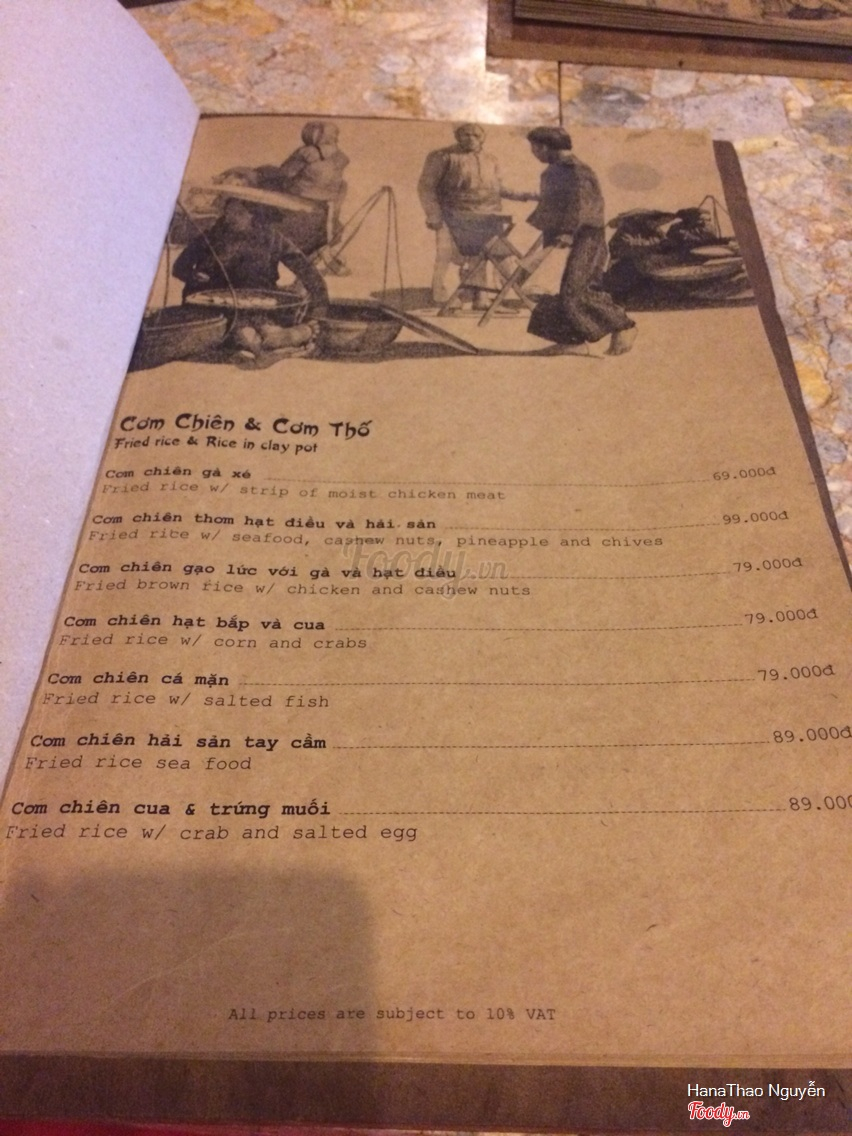 Cơm Chiên & Cơm Thố
Fried rice & Rice in clay pot
Cơm chiên gà xé 69.000đ
Fried rice w/ strip of moist chicken meat
Cơm chiên thơm hạt điều và hải sản 99.000đ
Fried rice w/ seafood, cashew nuts, pineapple and chives
Cơm chiên gạo lức với gà và hạt điều 79.000đ
Fried brown rice w/ chicken and cashew nuts
Cơm chiên hạt bắp và cua 79.000đ
Fried rice w/ corn and crabs
Cơm chiên cá mặn 79.000đ
Fried rice w/ salted fish
Cơm chiên hải sản tay cầm 89.000đ
Fried rice sea food
Cơm chiên cua & trứng muối 89.000
Fried rice w/ crab and salted egg
All prices are subject to 10% VAT
Foody.vn
HanaThao Nguyễn
Foody.vn